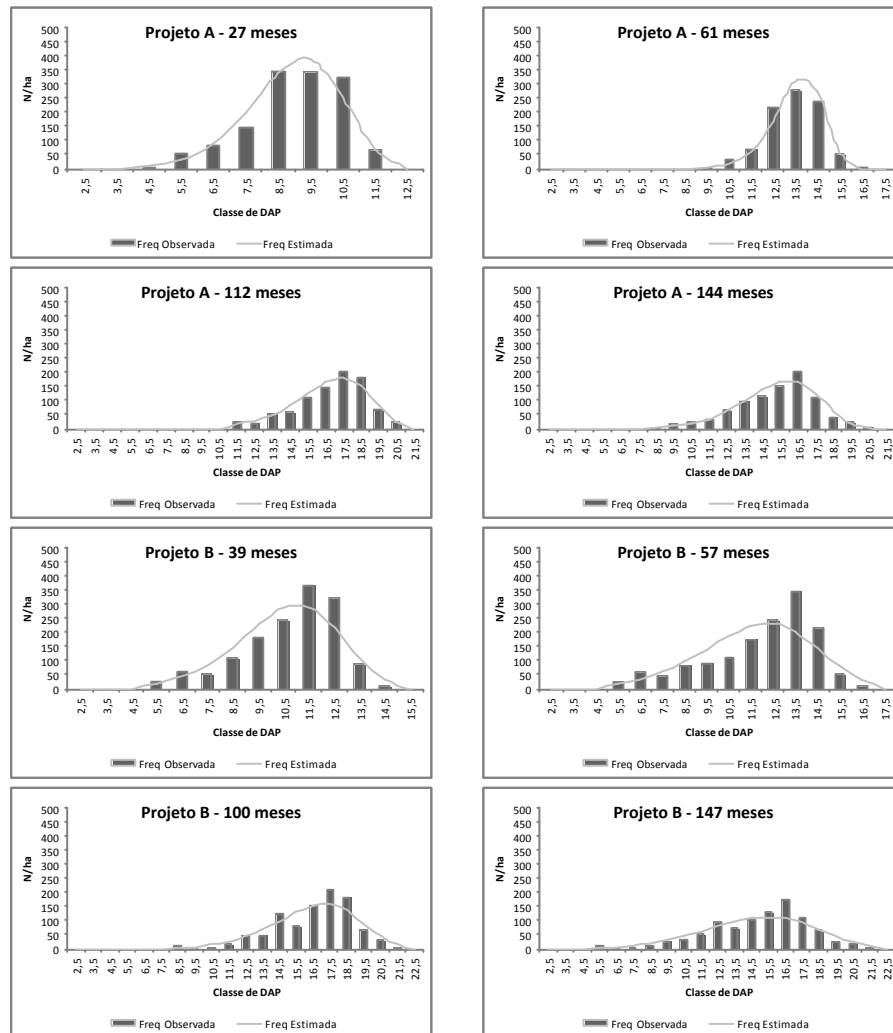 Projeto A - 27 meses
N/ha
500
450
400
350
300
250
200
150
100
50
0
2,5 3,5 4,5 5,5 6,5 7,5 8,5 9,5 10,5 11,5 12,5
Classe de DAP
Freq Observada Freq Estimada
Projeto A - 61 meses
N/ha
500
450
400
350
300
250
200
150
100
50
0
2,5 3,5 4,5 5,5 6,5 7,5 8,5 9,5 10,5 11,5 12,5 13,5 14,5 15,5 16,5 17,5
Classe de DAP
Freq Observada Freq Estimada
Projeto A - 112 meses
N/ha
500
450
400
350
300
250
200
150
100
50
0
2,5 3,5 4,5 5,5 6,5 7,5 8,5 9,5 10,5 11,5 12,5 13,5 14,5 15,5 16,5 17,5 18,5 19,5 20,5 21,5
Classe de DAP
Freq Observada Freq Estimada
Projeto A - 144 meses
N/ha
500
450
400
350
300
250
200
150
100
50
0
2,5 3,5 4,5 5,5 6,5 7,5 8,5 9,5 10,5 11,5 12,5 13,5 14,5 15,5 16,5 17,5 18,5 19,5 20,5 21,5
Classe de DAP
Freq Observada Freq Estimada
Projeto B - 39 meses
N/ha
500
450
400
350
300
250
200
150
100
50
0
2,5 3,5 4,5 5,5 6,5 7,5 8,5 9,5 10,5 11,5 12,5 13,5 14,5 15,5
Classe de DAP
Freq Observada Freq Estimada
Projeto B - 57 meses
N/ha
500
450
400
350
300
250
200
150
100
50
0
2,5 3,5 4,5 5,5 6,5 7,5 8,5 9,5 10,5 11,5 12,5 13,5 14,5 15,5 16,5 17,5
Classe de DAP
Freq Observada Freq Estimada
Projeto B - 100 meses
N/ha
500
450
400
350
300
250
200
150
100
50
0
2,5 3,5 4,5 5,5 6,5 7,5 8,5 9,5 10,5 11,5 12,5 13,5 14,5 15,5 16,5 17,5 18,5 19,5 20,5 21,5 22,5
Classe de DAP
Freq Observada Freq Estimada
Projeto B - 147 meses
N/ha
500
450
400
350
300
250
200
150
100
50
0
2,5 3,5 4,5 5,5 6,5 7,5 8,5 9,5 10,5 11,5 12,5 13,5 14,5 15,5 16,5 17,5 18,5 19,5 20,5 21,5 22,5
Classe de DAP
Freq Observada Freq Estimada